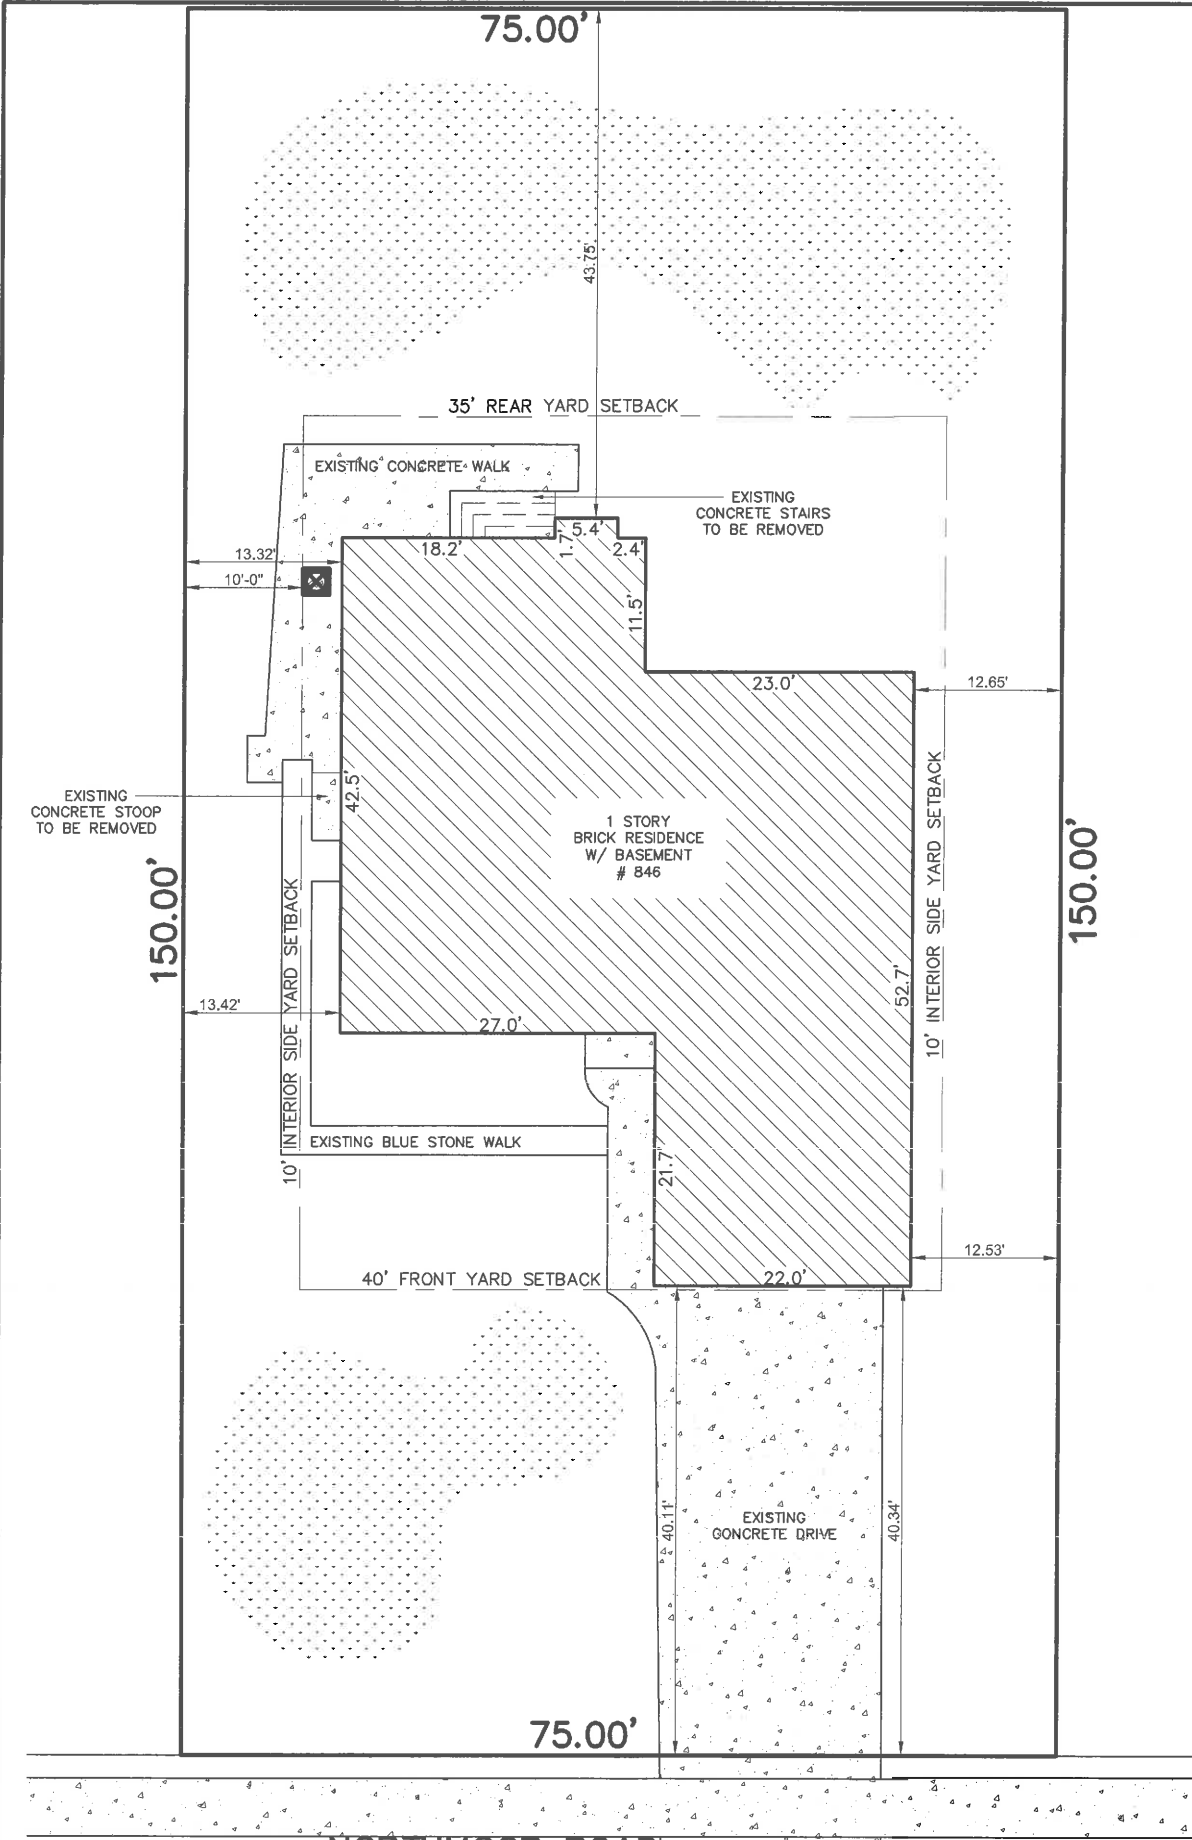 75.00'
43.75'
35' REAR YARD SETBACK
EXISTING CONCRETE WALK
EXISTING
CONCRETE STAIRS
TO BE REMOVED
5.4'
1.7'
18.2'
2.4'
13.32'
10'-0"
11.5'
23.0'
12.65'
42.5'
EXISTING
CONCRETE STOOP
TO BE REMOVED
1 STORY
BRICK RESIDENCE
W/ BASEMENT
# 846
10' INTERIOR SIDE YARD SETBACK
150.00'
150.00'
10' INTERIOR SIDE YARD SETBACK
52.7'
13.42'
27.0'
EXISTING BLUE STONE WALK
21.7'
12.53'
40' FRONT YARD SETBACK
22.0'
40.11'
EXISTING
CONCRETE DRIVE
40.34'
75.00'